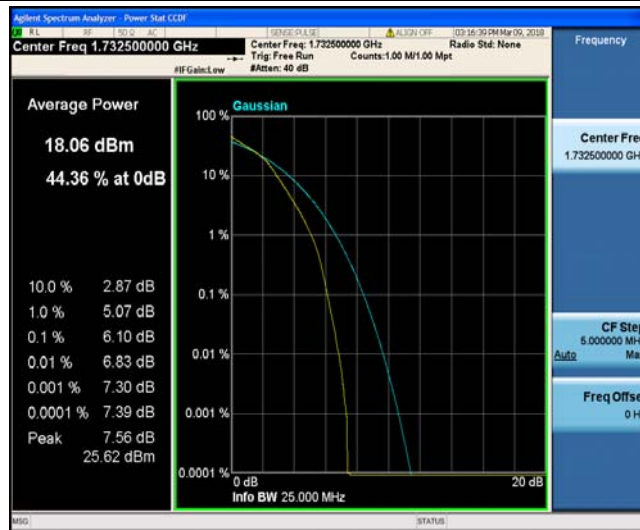 Agilent Spectrum Analyzer - Power Stat CCDF
RL RF 50 Ω AC SENSE:PULSE ALIGN OFF 03:16:39 PM Mar 09, 2018
Center Freq 1.732500000 GHz
Center Freq: 1.732500000 GHz Radio Std: None
Trig: Free Run Counts:1.00 M/1.00 Mpt
#IFGain:Low #Atten: 40 dB
Frequency
Average Power
18.06 dBm
44.36 % at 0dB
10.0 % 2.87 dB
1.0 % 5.07 dB
0.1 % 6.10 dB
0.01 % 6.83 dB
0.001 % 7.30 dB
0.0001 % 7.39 dB
Peak 7.56 dB
25.62 dBm
Gaussian
100 %
10 %
1 %
0.1 %
0.01 %
0.001 %
0.0001 %
0 dB 20 dB
Info BW 25.000 MHz
Center Fre
1.732500000 GH
CF Step
5.000000 MH
Auto Ma
Freq Offse
0 H
MSG STATUS